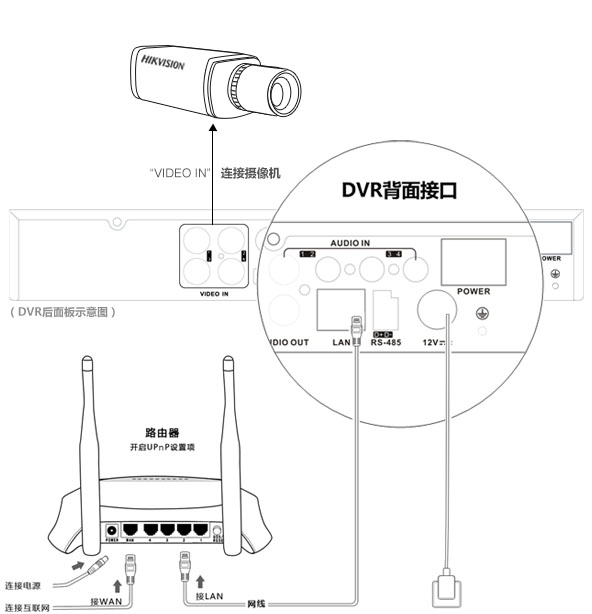 HIKVISION
"VIDEO IN" 连接摄像机
DVR背面接口
AUDIO IN
1 2
3 4
POWER
OWER
VIDEO IN
(DVR后面板示意图)
DIO OUT
LAN
RS-485
12V
D+ D-
路由器
开启UPnP设置项
POWER
WAN
4
3
2
1
RESET
连接电源
接WAN
接LAN
网线
连接互联网